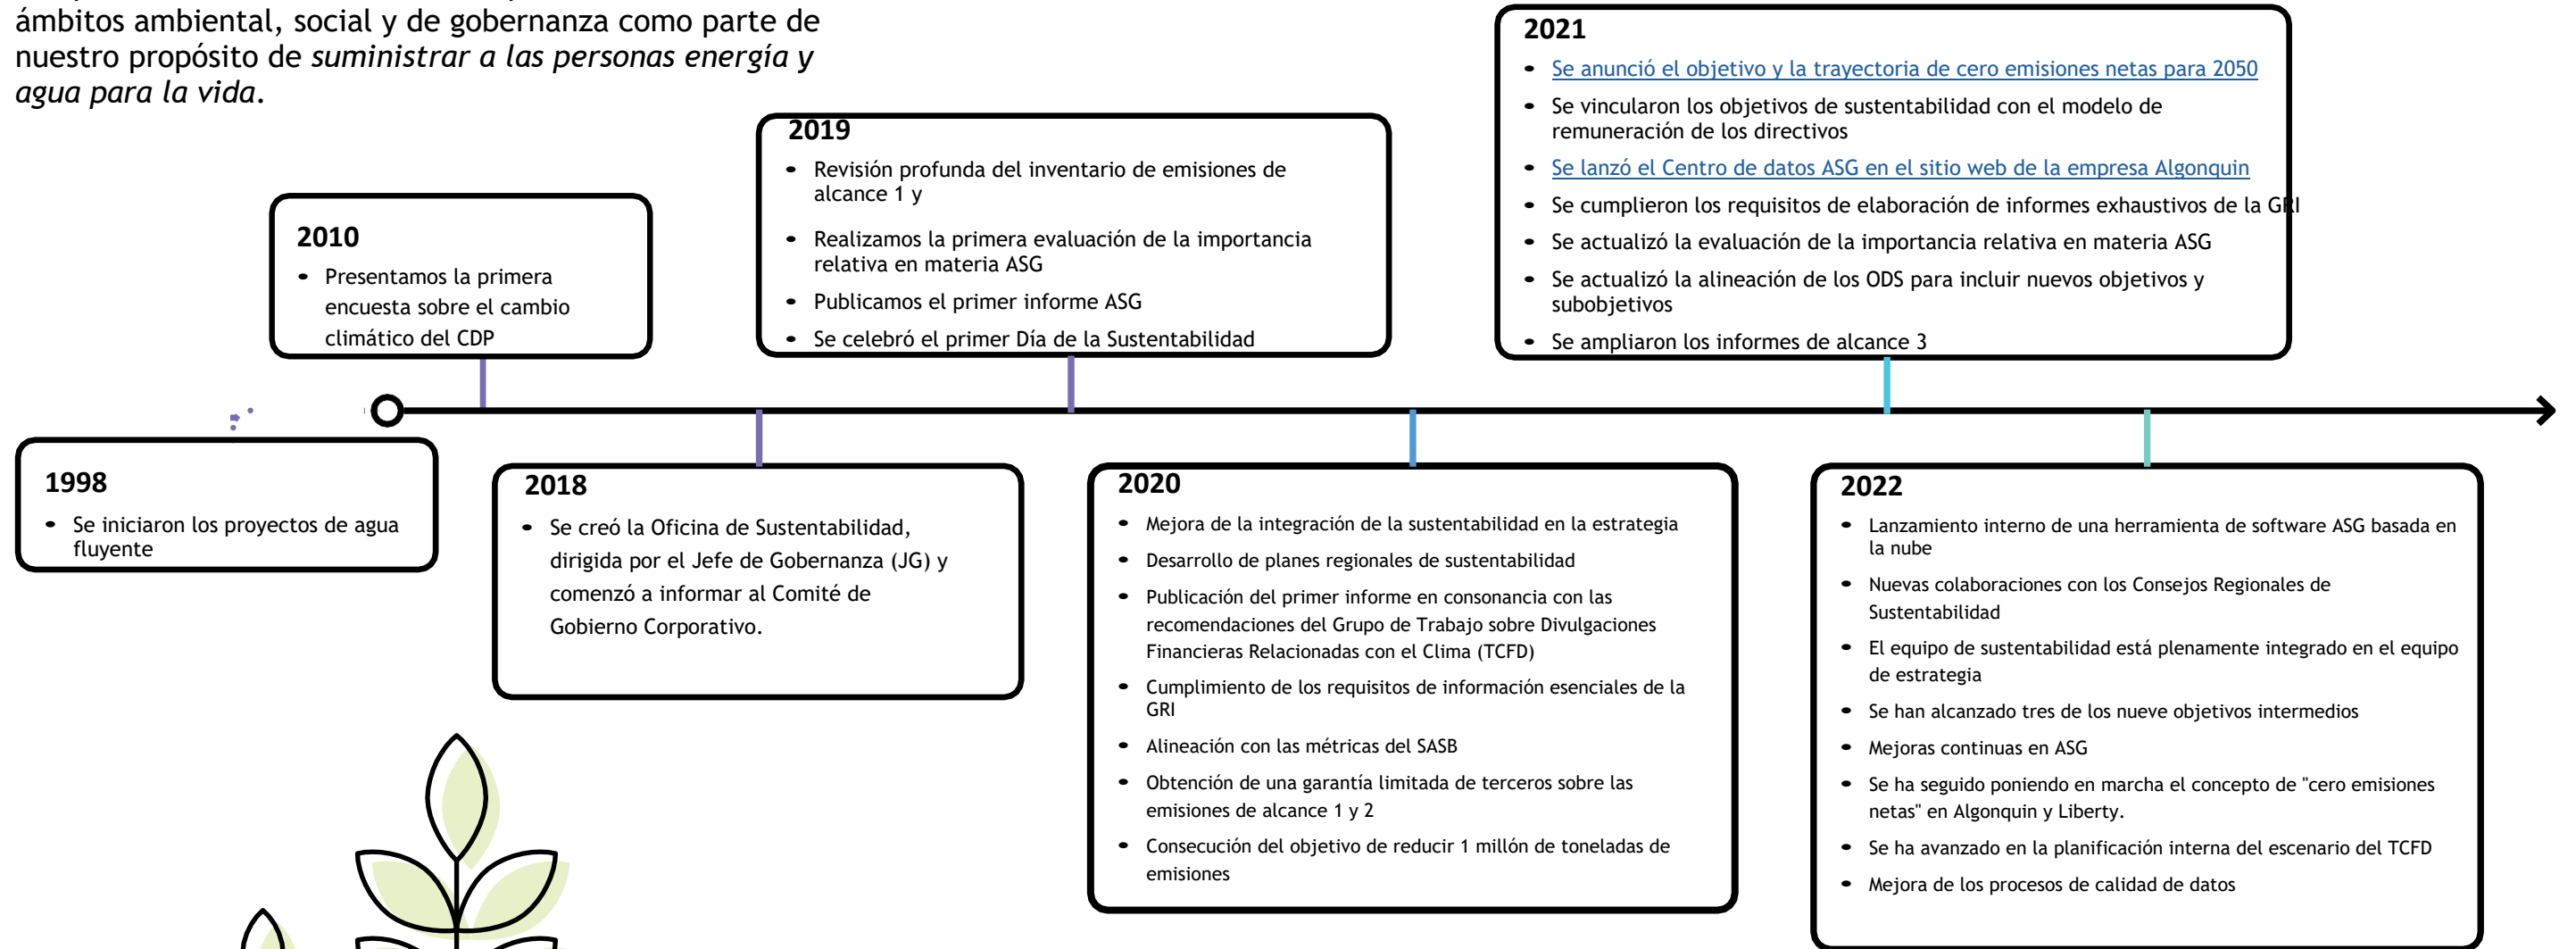 ámbitos ambiental, social y de gobernanza como parte de
nuestro propósito de suministrar a las personas energía y
agua para la vida.
1998
• Se iniciaron los proyectos de agua
fluyente
2010
• Presentamos la primera
encuesta sobre el cambio
climático del CDP
2018
• Se creó la Oficina de Sustentabilidad,
dirigida por el Jefe de Gobernanza (JG) y
comenzó a informar al Comité de
Gobierno Corporativo.
2019
• Revisión profunda del inventario de emisiones de
alcance 1 y
• Realizamos la primera evaluación de la importancia
relativa en materia ASG
• Publicamos el primer informe ASG
• Se celebró el primer Día de la Sustentabilidad
2020
• Mejora de la integración de la sustentabilidad en la estrategia
• Desarrollo de planes regionales de sustentabilidad
• Publicación del primer informe en consonancia con las
recomendaciones del Grupo de Trabajo sobre Divulgaciones
Financieras Relacionadas con el Clima (TCFD)
• Cumplimiento de los requisitos de información esenciales de la
GRI
• Alineación con las métricas del SASB
• Obtención de una garantía limitada de terceros sobre las
emisiones de alcance 1 y 2
• Consecución del objetivo de reducir 1 millón de toneladas de
emisiones
2021
• Se anunció el objetivo y la trayectoria de cero emisiones netas para 2050
• Se vincularon los objetivos de sustentabilidad con el modelo de
remuneración de los directivos
• Se lanzó el Centro de datos ASG en el sitio web de la empresa Algonquin
• Se cumplieron los requisitos de elaboración de informes exhaustivos de la GRI
• Se actualizó la evaluación de la importancia relativa en materia ASG
• Se actualizó la alineación de los ODS para incluir nuevos objetivos y
subobjetivos
• Se ampliaron los informes de alcance 3
2022
• Lanzamiento interno de una herramienta de software ASG basada en
la nube
• Nuevas colaboraciones con los Consejos Regionales de
Sustentabilidad
• El equipo de sustentabilidad está plenamente integrado en el equipo
de estrategia
• Se han alcanzado tres de los nueve objetivos intermedios
• Mejoras continuas en ASG
• Se ha seguido poniendo en marcha el concepto de "cero emisiones
netas" en Algonquin y Liberty.
• Se ha avanzado en la planificación interna del escenario del TCFD
• Mejora de los procesos de calidad de datos